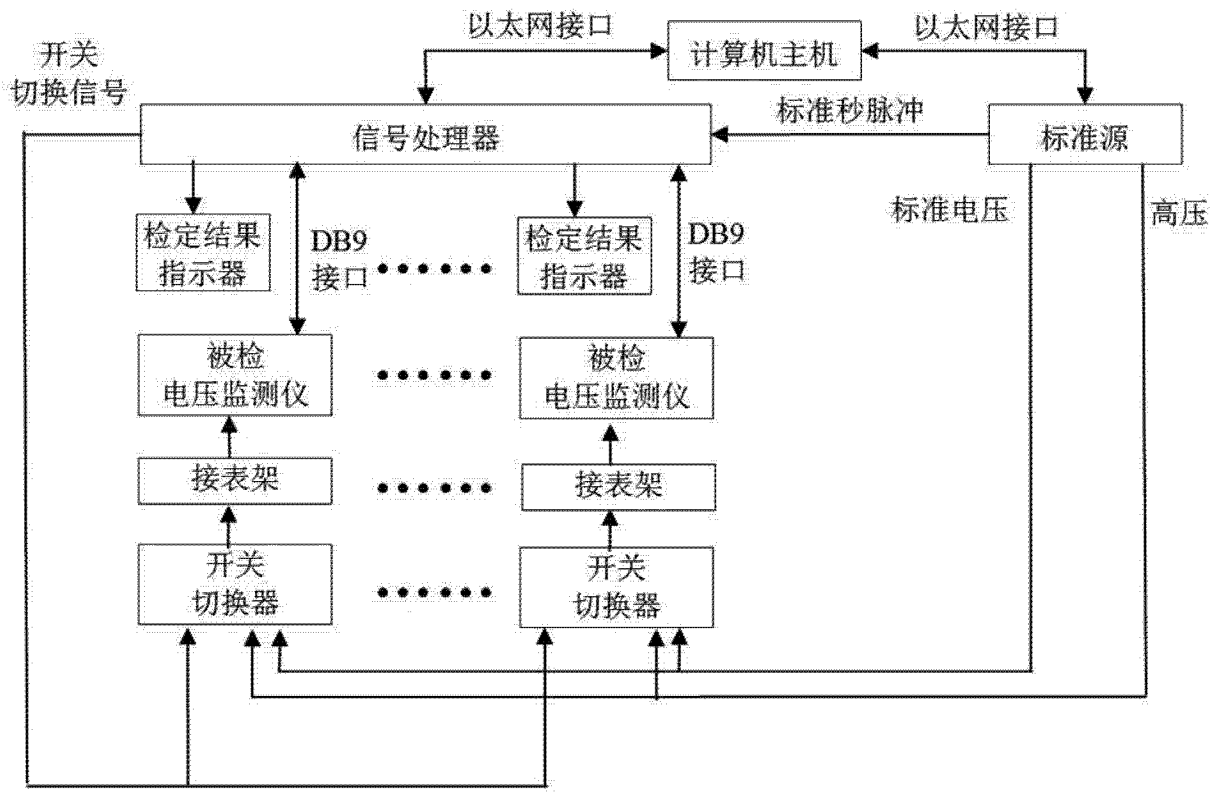 以太网接口
以太网接口
开关
切换信号
计算机主机
标准秒脉冲
信号处理器
标准源
标准电压
高压
检定结果
指示器
DB9
接口
检定结果
指示器
DB9
接口
被检
电压监测仪
被检
电压监测仪
接表架
接表架
开关
切换器
开关
切换器